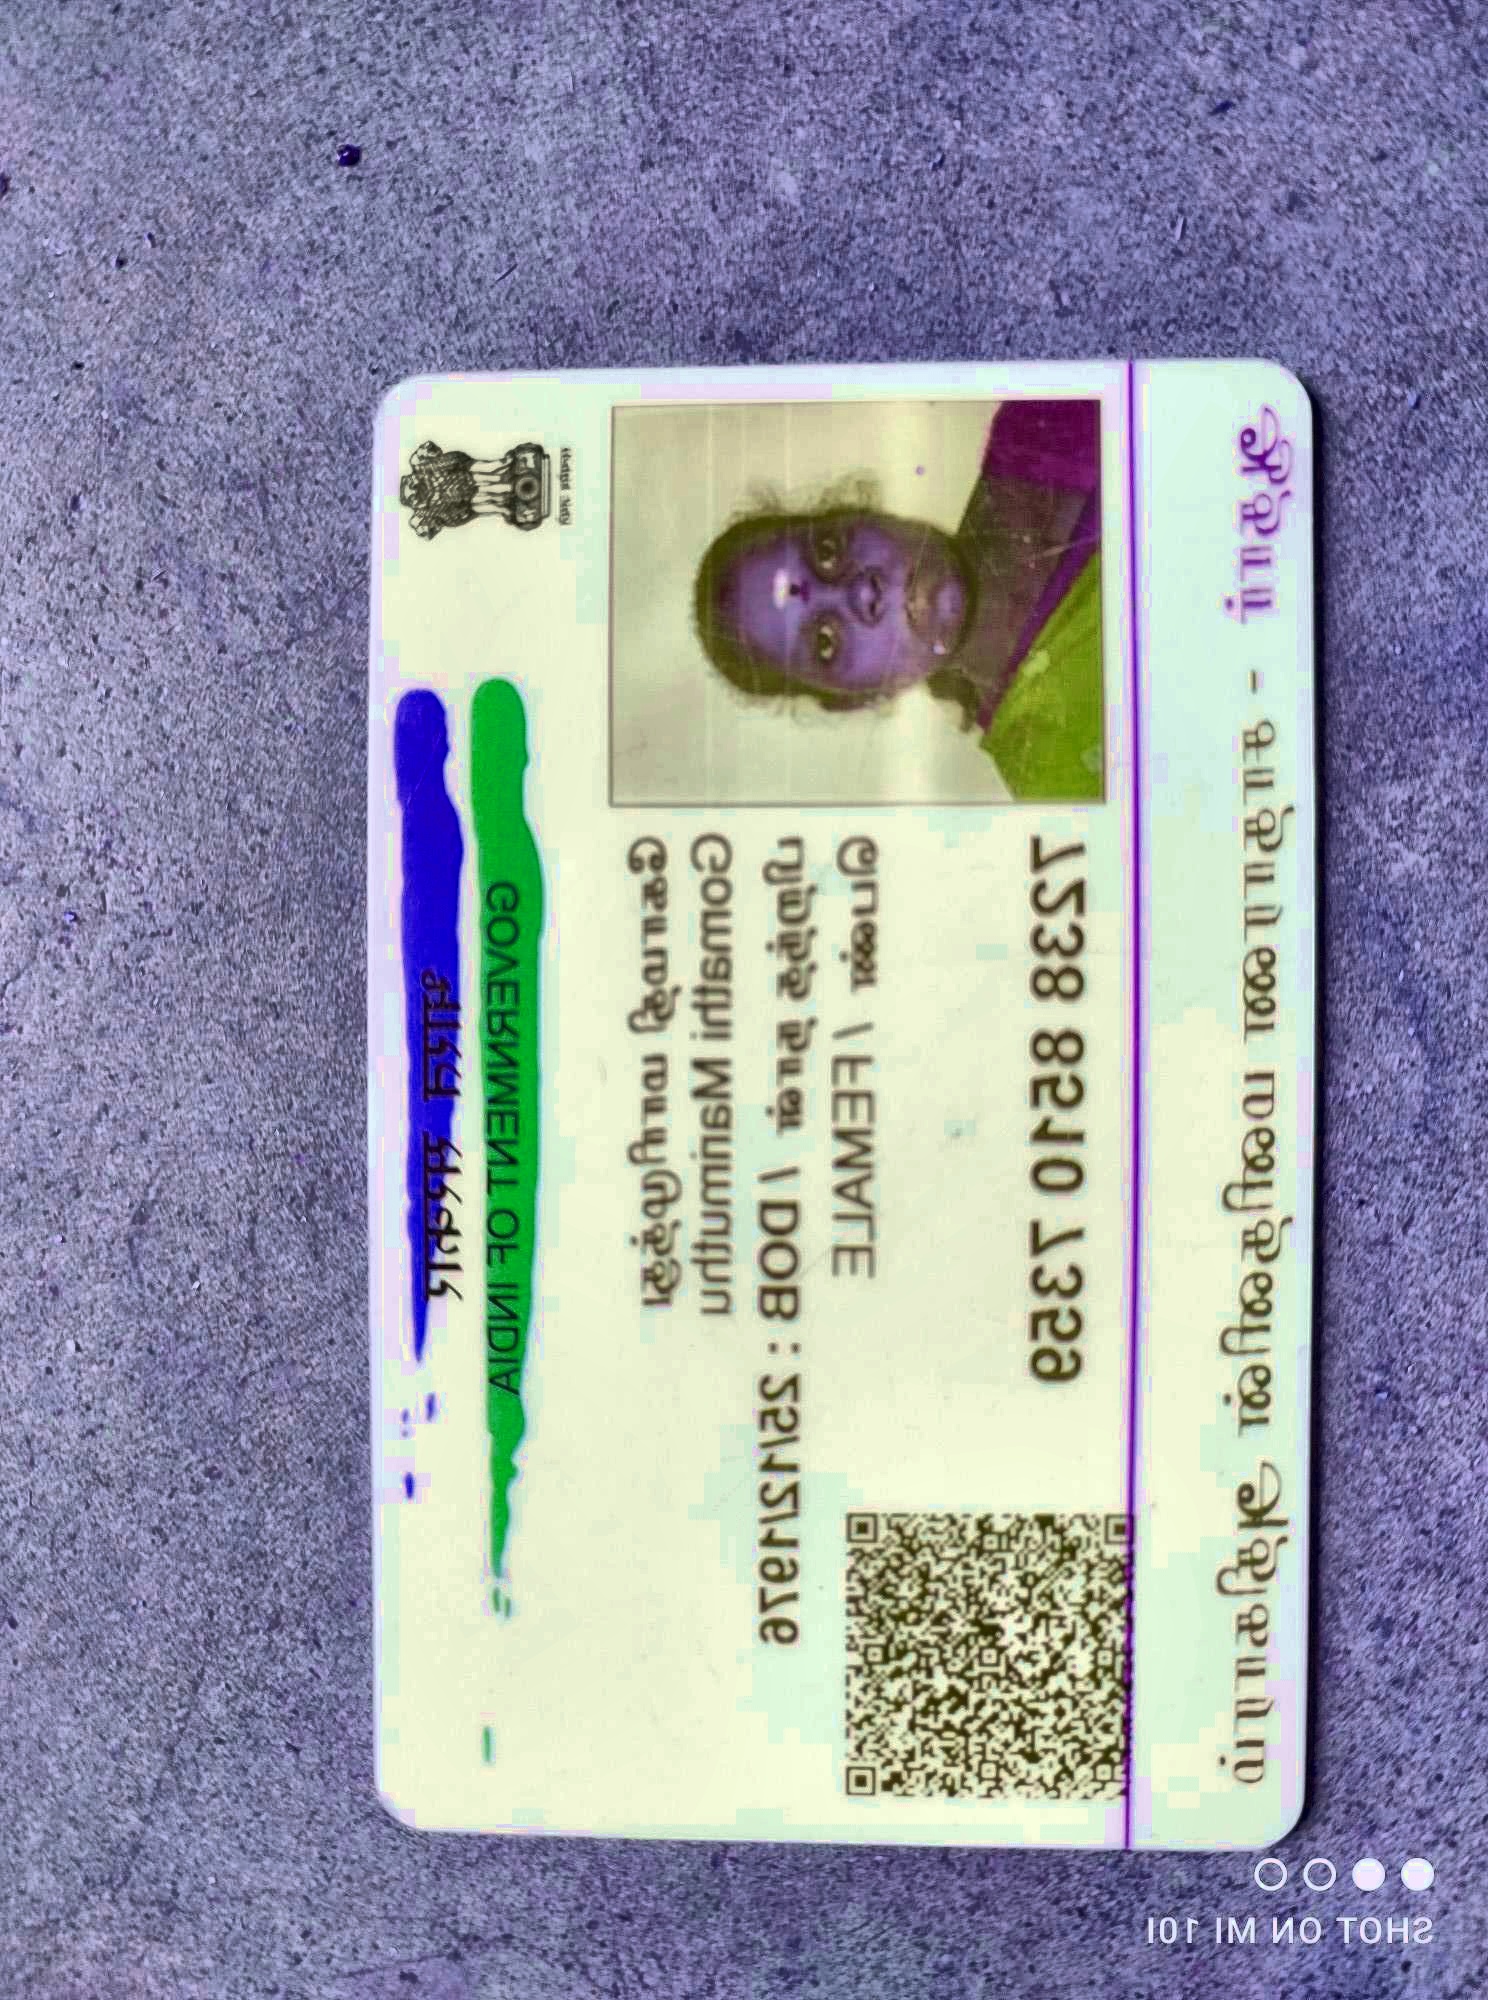 भारत सरकार
GOVERNMENT OF INDIA
सत्यमेव जयते
கோமதி மாரிமுத்து
Gomathi Marimuthu
பிறந்த நாள் / DOB : 25/12/1976
பெண் / FEMALE
7238 8510 7359
ஆதார் - சாதாரண மனிதனின் அதிகாரம்
SHOT ON MI 10I